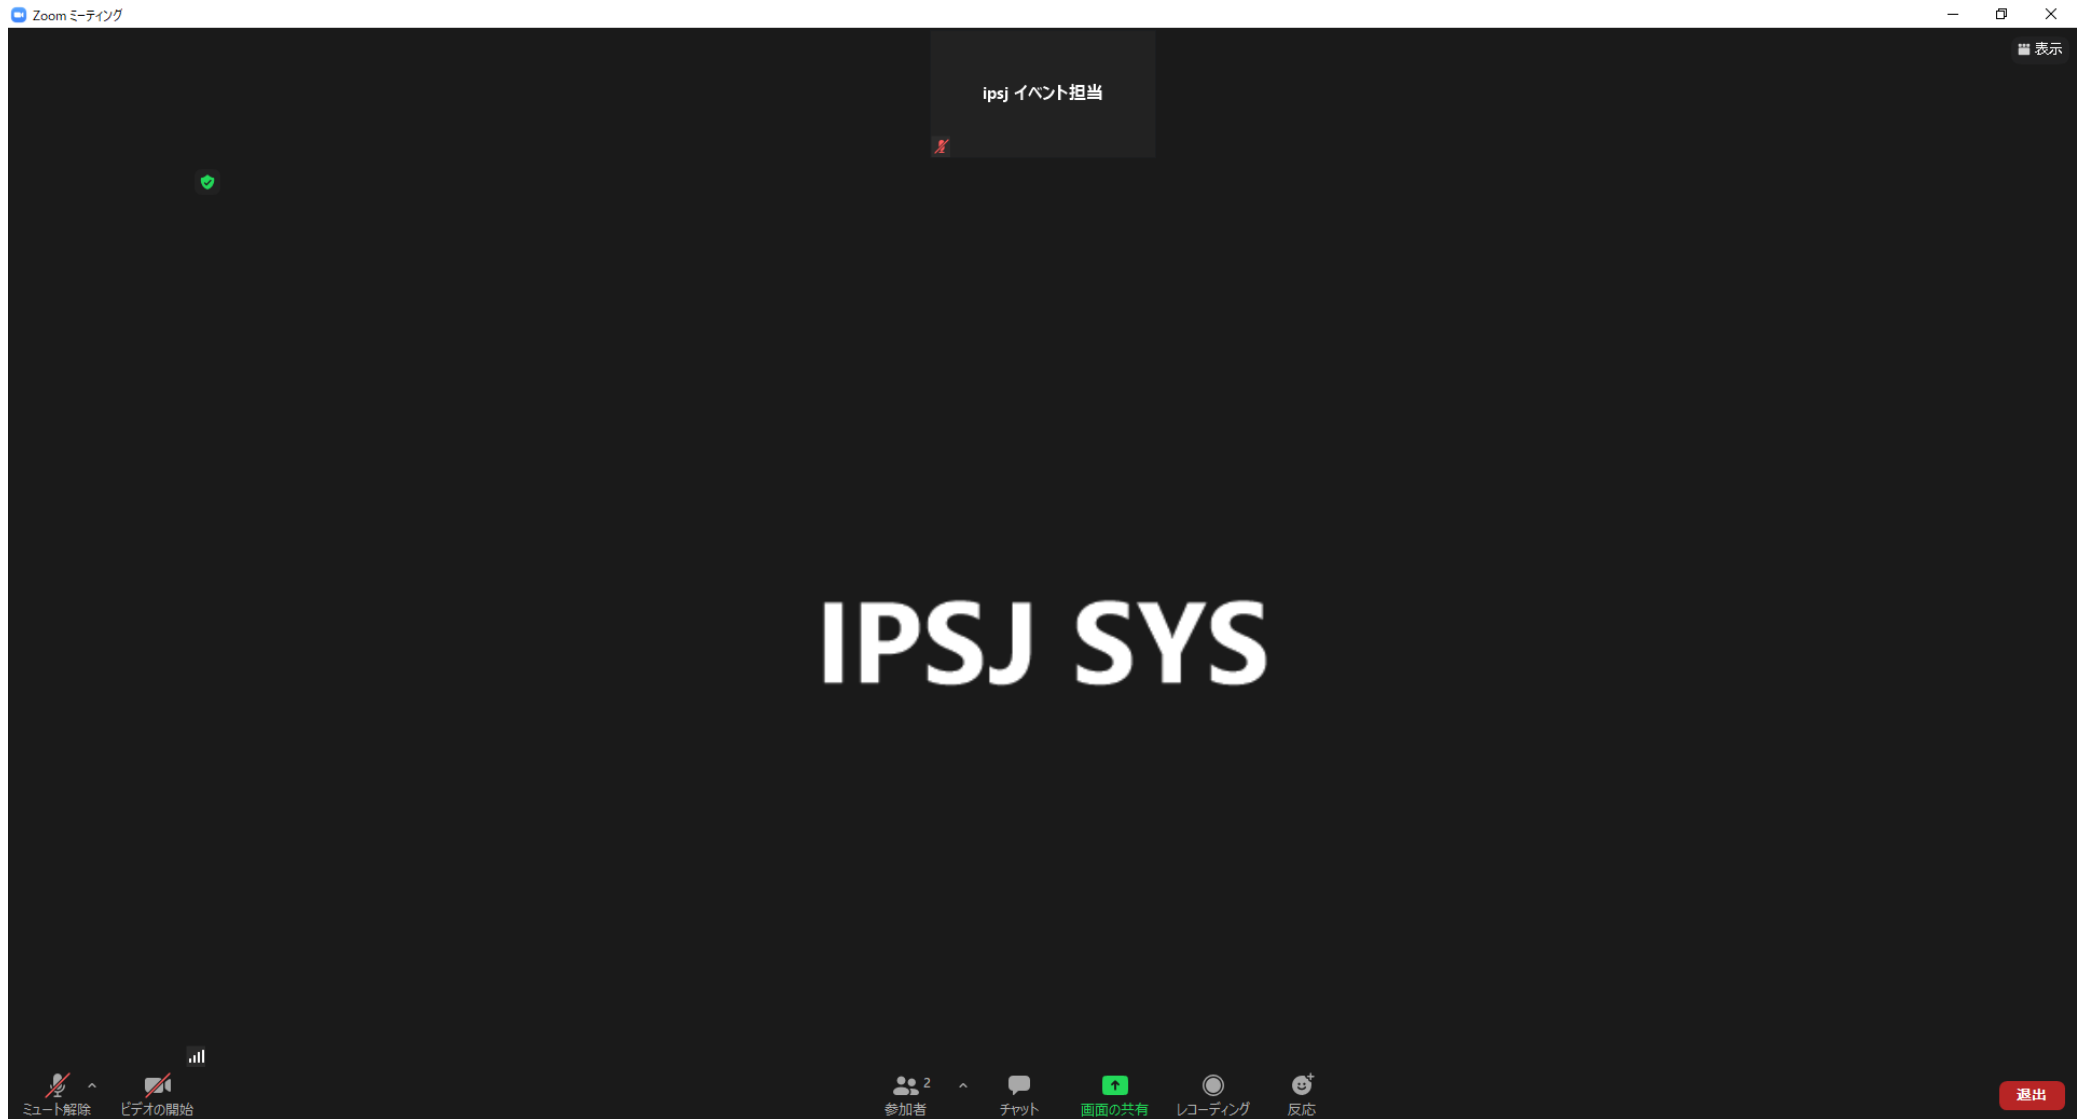 Zoom ミーティング
表示
ipsj イベント担当
IPSJ SYS
ミュート解除
ビデオの開始
2
参加者
チャット
画面の共有
レコーディング
反応
退出